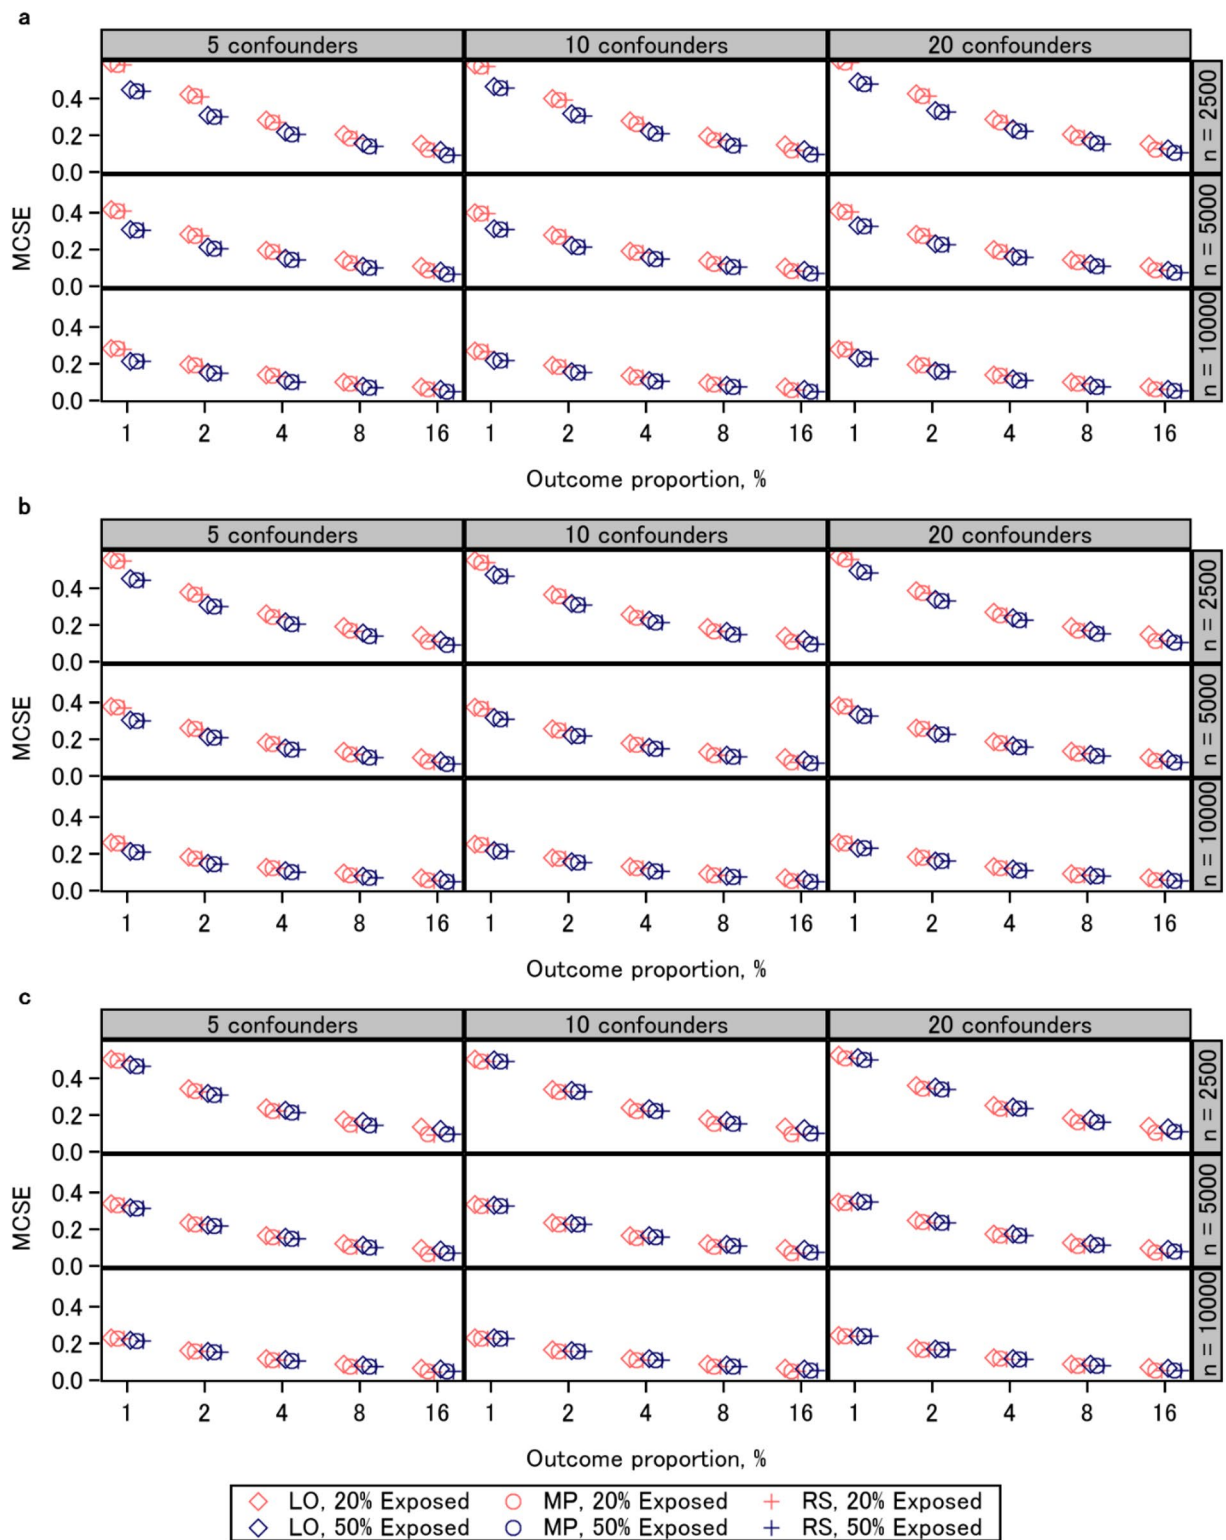 a
5 confounders 10 confounders 20 confounders
0.4
0.2
0.0
n = 2500
0.4
0.2
0.0
n = 5000
MCSE
0.4
0.2
0.0
n = 10000
1 2 4 8 16 1 2 4 8 16 1 2 4 8 16
Outcome proportion, %
b
5 confounders 10 confounders 20 confounders
0.4
0.2
0.0
n = 2500
0.4
0.2
0.0
n = 5000
MCSE
0.4
0.2
0.0
n = 10000
1 2 4 8 16 1 2 4 8 16 1 2 4 8 16
Outcome proportion, %
c
5 confounders 10 confounders 20 confounders
0.4
0.2
0.0
n = 2500
0.4
0.2
0.0
n = 5000
MCSE
0.4
0.2
0.0
n = 10000
1 2 4 8 16 1 2 4 8 16 1 2 4 8 16
Outcome proportion, %
LO, 20% Exposed MP, 20% Exposed RS, 20% Exposed
LO, 50% Exposed MP, 50% Exposed RS, 50% Exposed